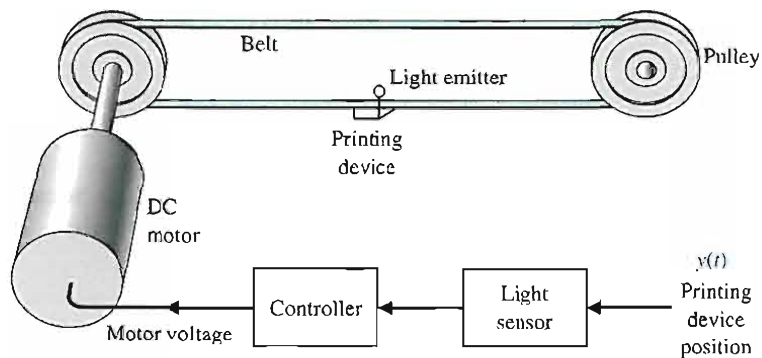 Belt
Pulley
Light emitter
Printing
device
DC
motor
y(t)
Controller
Light
sensor
Printing
device
position
Motor voltage